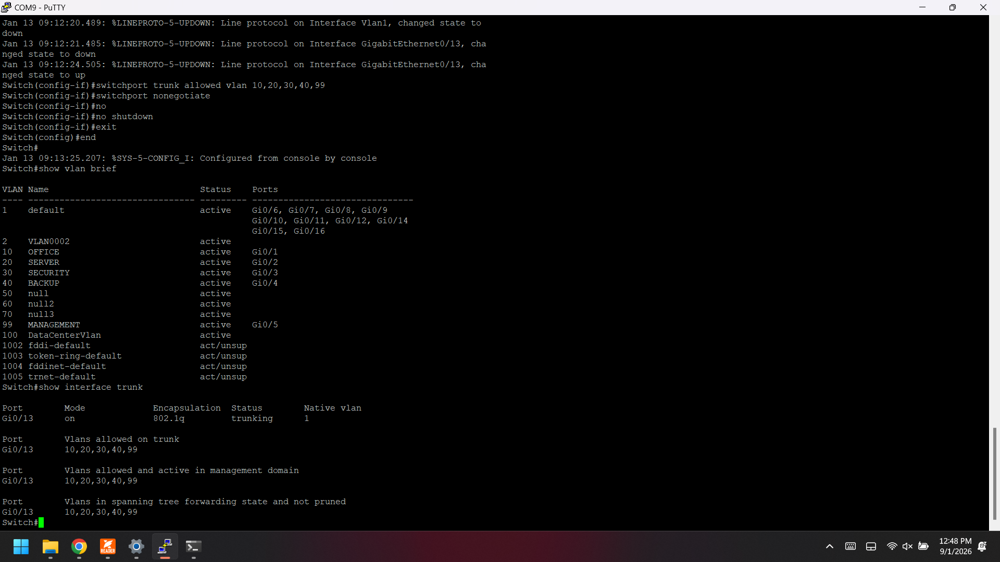 COM9 - PuTTY
Jan 13 09:12:20.489: %LINEPROTO-5-UPDOWN: Line protocol on Interface Vlan1, changed state to
down
Jan 13 09:12:21.485: %LINEPROTO-5-UPDOWN: Line protocol on Interface GigabitEthernet0/13, cha
nged state to down
Jan 13 09:12:24.505: %LINEPROTO-5-UPDOWN: Line protocol on Interface GigabitEthernet0/13, cha
nged state to up
Switch(config-if)#switchport trunk allowed vlan 10,20,30,40,99
Switch(config-if)#switchport nonegotiate
Switch(config-if)#no
Switch(config-if)#no shutdown
Switch(config-if)#exit
Switch(config)#end
Switch#
Jan 13 09:13:25.207: %SYS-5-CONFIG_I: Configured from console by console
Switch#show vlan brief

VLAN Name                             Status    Ports
---- -------------------------------- --------- -------------------------------
1    default                          active    Gi0/6, Gi0/7, Gi0/8, Gi0/9
                                                Gi0/10, Gi0/11, Gi0/12, Gi0/14
                                                Gi0/15, Gi0/16
2    VLAN0002                         active
10   OFFICE                           active    Gi0/1
20   SERVER                           active    Gi0/2
30   SECURITY                         active    Gi0/3
40   BACKUP                           active    Gi0/4
50   null                             active
60   null2                            active
70   null3                            active
99   MANAGEMENT                       active    Gi0/5
100  DataCenterVlan                   active
1002 fddi-default                     act/unsup
1003 token-ring-default               act/unsup
1004 fddinet-default                  act/unsup
1005 trnet-default                    act/unsup
Switch#show interface trunk

Port        Mode             Encapsulation  Status        Native vlan
Gi0/13      on               802.1q         trunking      1

Port        Vlans allowed on trunk
Gi0/13      10,20,30,40,99

Port        Vlans allowed and active in management domain
Gi0/13      10,20,30,40,99

Port        Vlans in spanning tree forwarding state and not pruned
Gi0/13      10,20,30,40,99
Switch#
READER
12:48 PM
9/1/2026